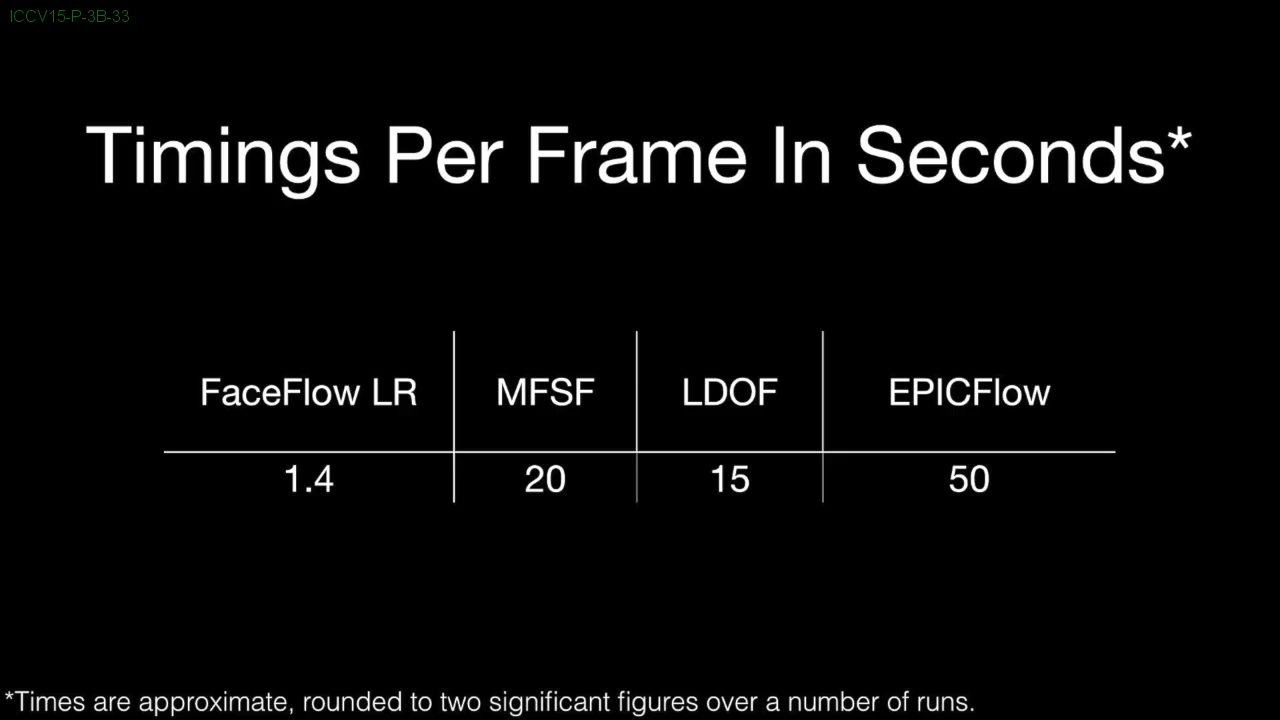 ICCV15-P-3B-33
Timings Per Frame In Seconds*
FaceFlow LR MFSF LDOF EPICFlow
1.4 20 15 50
*Times are approximate, rounded to two significant figures over a number of runs.